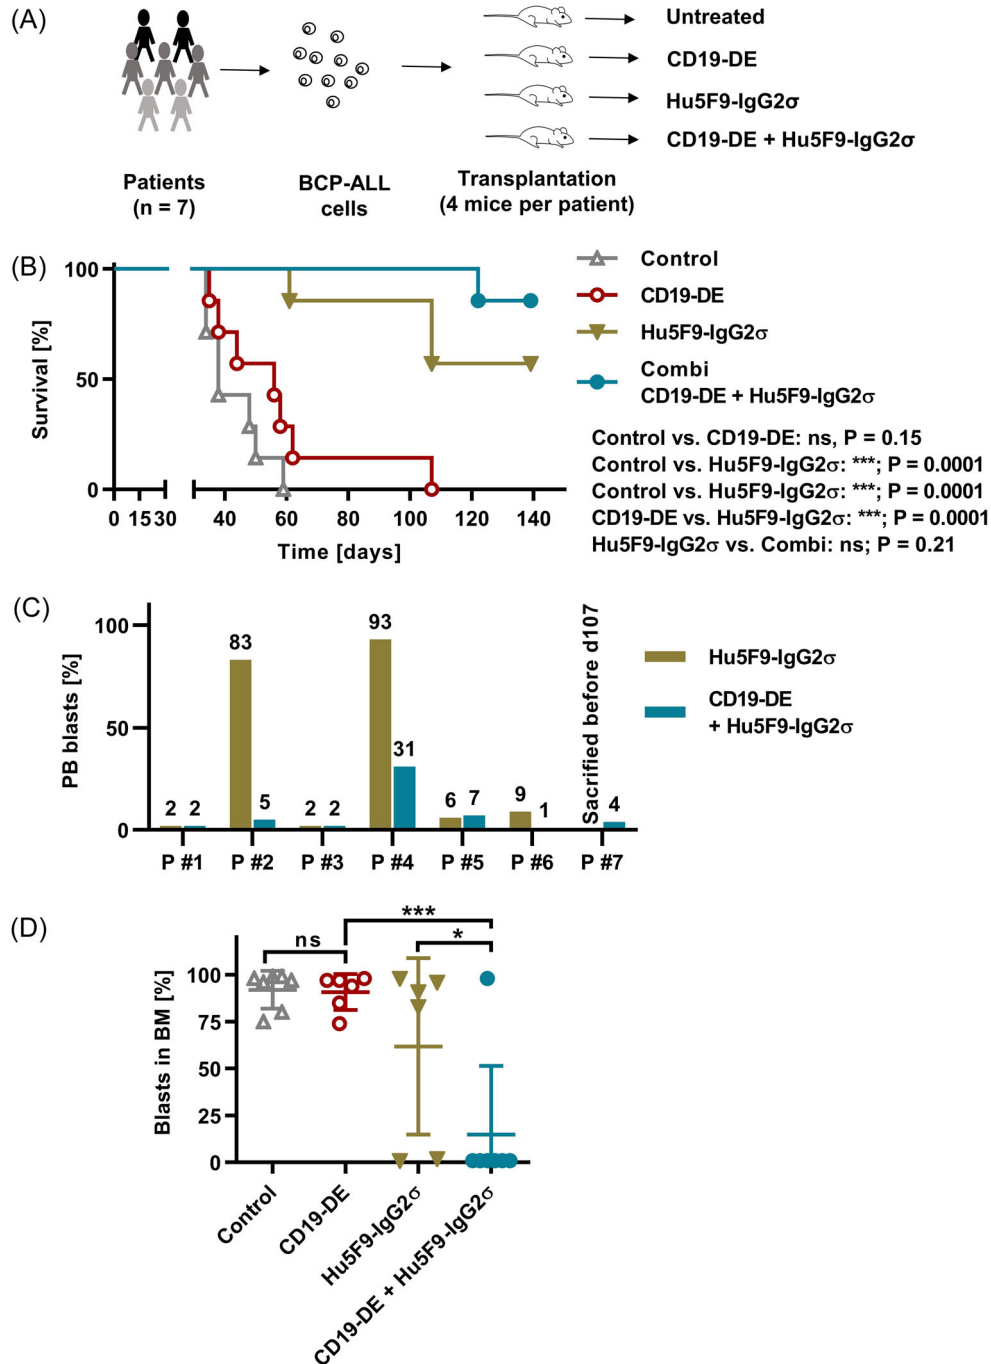 (A)
Untreated
CD19-DE
Hu5F9-IgG2σ
CD19-DE + Hu5F9-IgG2σ
Patients
(n = 7)
BCP-ALL
cells
Transplantation
(4 mice per patient)
(B)
Survival [%]
100
50
0
0 15 30 40 60 80 100 120 140
Time [days]
Control
CD19-DE
Hu5F9-IgG2σ
Combi
CD19-DE + Hu5F9-IgG2σ
Control vs. CD19-DE: ns, P = 0.15
Control vs. Hu5F9-IgG2σ: ***; P = 0.0001
Control vs. Hu5F9-IgG2σ: ***; P = 0.0001
CD19-DE vs. Hu5F9-IgG2σ: ***; P = 0.0001
Hu5F9-IgG2σ vs. Combi: ns; P = 0.21
(C)
PB blasts [%]
100
50
0
2 2 83 5 2 2 93 31 6 7 9 1 4
Sacrified before d107
P #1 P #2 P #3 P #4 P #5 P #6 P #7
Hu5F9-IgG2σ
CD19-DE
+ Hu5F9-IgG2σ
(D)
Blasts in BM [%]
100
75
50
25
0
ns
***
*
Control
CD19-DE
Hu5F9-IgG2σ
CD19-DE + Hu5F9-IgG2σ